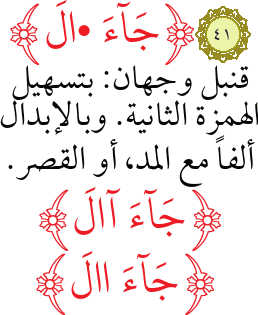 ٤١ ﴿ جَآءَ •الَ ﴾
قنبل وجهان: بتسهيل
الهمزة الثانية. وبالإبدال
ألفاً مع المد، أو القصر.
﴿ جَآءَ آالَ ﴾
﴿ جَآءَ االَ ﴾